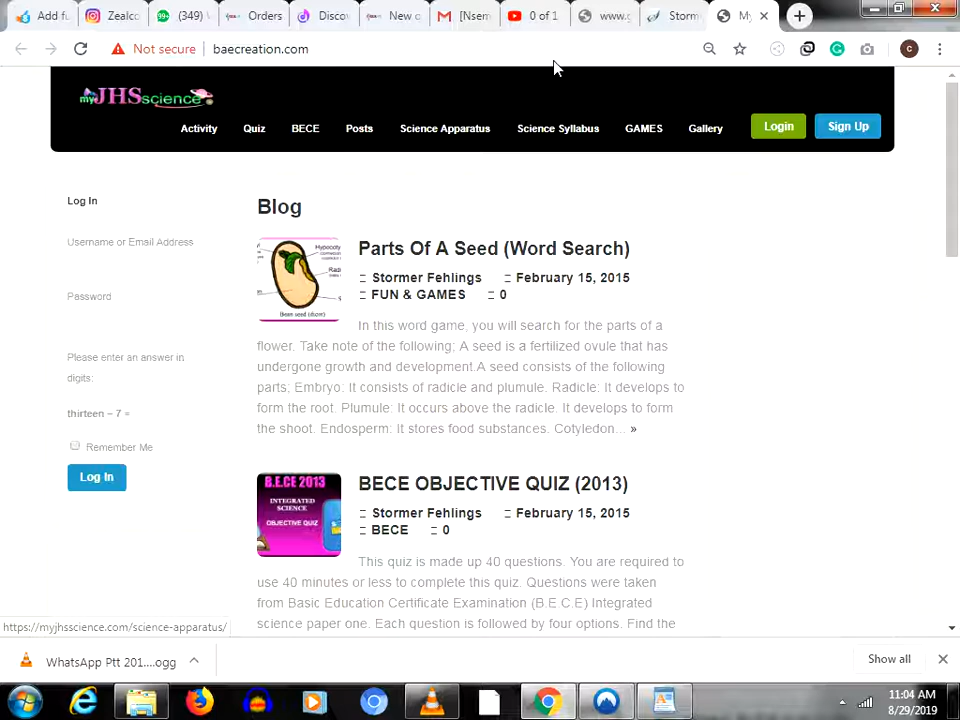 Add fu
Zealco
99+
(349)
Orders
Disco
New o
[Nsem
0 of 1
www.g
Storm
My
Not secure
baecreation.com
c
myJHSscience
Activity
Quiz
BECE
Posts
Science Apparatus
Science Syllabus
GAMES
Gallery
Login
Sign Up
Log In
Username or Email Address
Password
Please enter an answer in
digits:
thirteen − 7 =
Remember Me
Log In
Blog
Hypocoty
Radi
Bean seed (dicot)
Parts Of A Seed (Word Search)
Stormer Fehlings
February 15, 2015
FUN & GAMES
0
In this word game, you will search for the parts of a
flower. Take note of the following; A seed is a fertilized ovule that has
undergone growth and development.A seed consists of the following
parts; Embryo: It consists of radicle and plumule. Radicle: It develops to
form the root. Plumule: It occurs above the radicle. It develops to form
the shoot. Endosperm: It stores food substances. Cotyledon... »
B.E.CE 2013
INTEGRATED
SCIENCE
OBJECTIVE QUIZ
BECE OBJECTIVE QUIZ (2013)
Stormer Fehlings
February 15, 2015
BECE
0
This quiz is made up 40 questions. You are required to
use 40 minutes or less to complete this quiz. Questions were taken
from Basic Education Certificate Examination (B.E C.E) Integrated
science paper one. Each question is followed by four options. Find the
https://myjhsscience.com/science-apparatus/
WhatsApp Ptt 201....ogg
Show all
11:04 AM
8/29/2019